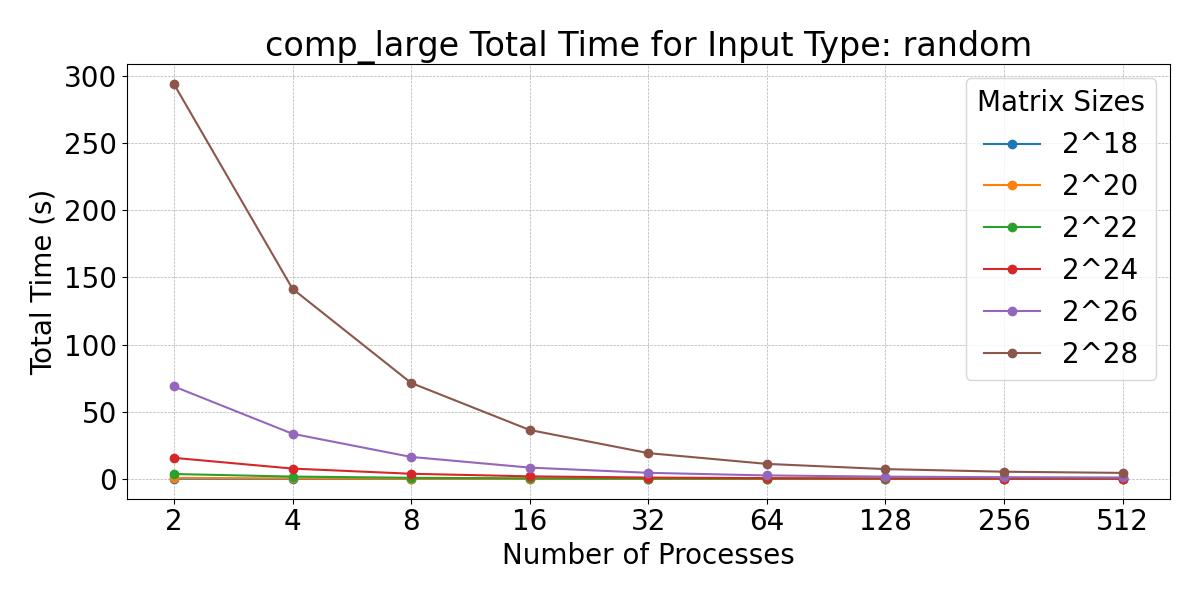 comp_large Total Time for Input Type: random
Total Time (s)
300
250
200
150
100
50
0
Matrix Sizes
2^18
2^20
2^22
2^24
2^26
2^28
2 4 8 16 32 64 128 256 512
Number of Processes